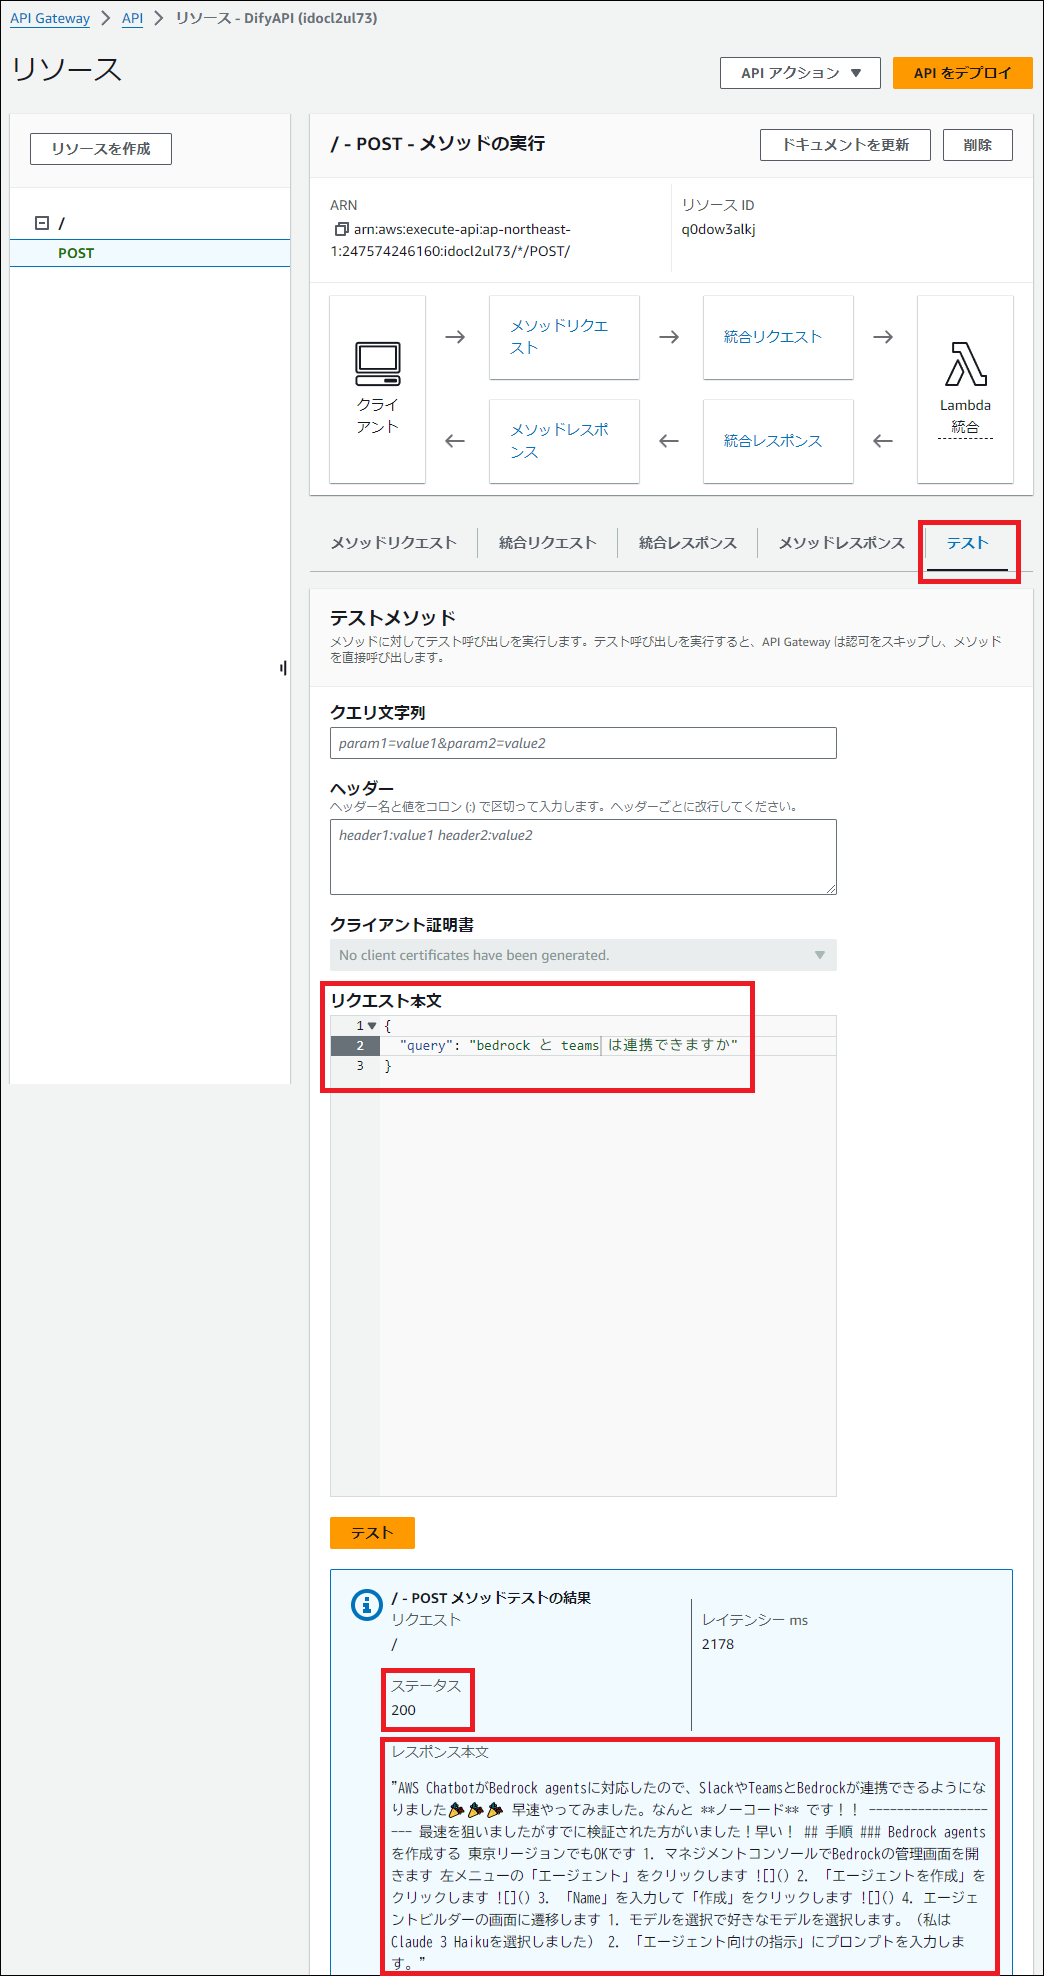 API Gateway > API > リソース - DifyAPI (idocl2ul73)
リソース
API アクション ▼
API をデプロイ
リソースを作成
/
POST
/ - POST - メソッドの実行
ドキュメントを更新
削除
ARN
arn:aws:execute-api:ap-northeast-
1:247574246160:idocl2ul73/*/POST/
リソース ID
q0dow3alkj
クライ
アント
メソッドリクエ
スト
統合リクエスト
Lambda
統合
メソッドレスポ
ンス
統合レスポンス
メソッドリクエスト
統合リクエスト
統合レスポンス
メソッドレスポンス
テスト
テストメソッド
メソッドに対してテスト呼び出しを実行します。テスト呼び出しを実行すると、API Gateway は認可をスキップし、メソッド
を直接呼び出します。
クエリ文字列
param1=value1&param2=value2
ヘッダー
ヘッダー名と値をコロン (:) で区切って入力します。ヘッダーごとに改行してください。
header1:value1 header2:value2
クライアント証明書
No client certificates have been generated.
リクエスト本文
1 {
2 "query": "bedrock と teams は連携できますか"
3 }
テスト
/ - POST メソッドテストの結果
リクエスト
/
レイテンシー ms
2178
ステータス
200
レスポンス本文
"AWS ChatbotがBedrock agentsに対応したので、SlackやTeamsとBedrockが連携できるようにな
りました🎉🎉🎉 早速やってみました。なんと **ノーコード** です！！ --------------------
--- 最速を狙いましたがすでに検証された方がいました！早い！ ## 手順 ### Bedrock agents
を作成する 東京リージョンでもOKです 1. マネジメントコンソールでBedrockの管理画面を開
きます 左メニューの「エージェント」をクリックします ![]() 2. 「エージェントを作成」を
クリックします ![]() 3. 「Name」を入力して「作成」をクリックします ![]() 4. エージェ
ントビルダーの画面に遷移します 1. モデルを選択で好きなモデルを選択します。（私は
Claude 3 Haikuを選択しました） 2. 「エージェント向けの指示」にプロンプトを入力しま
す。"